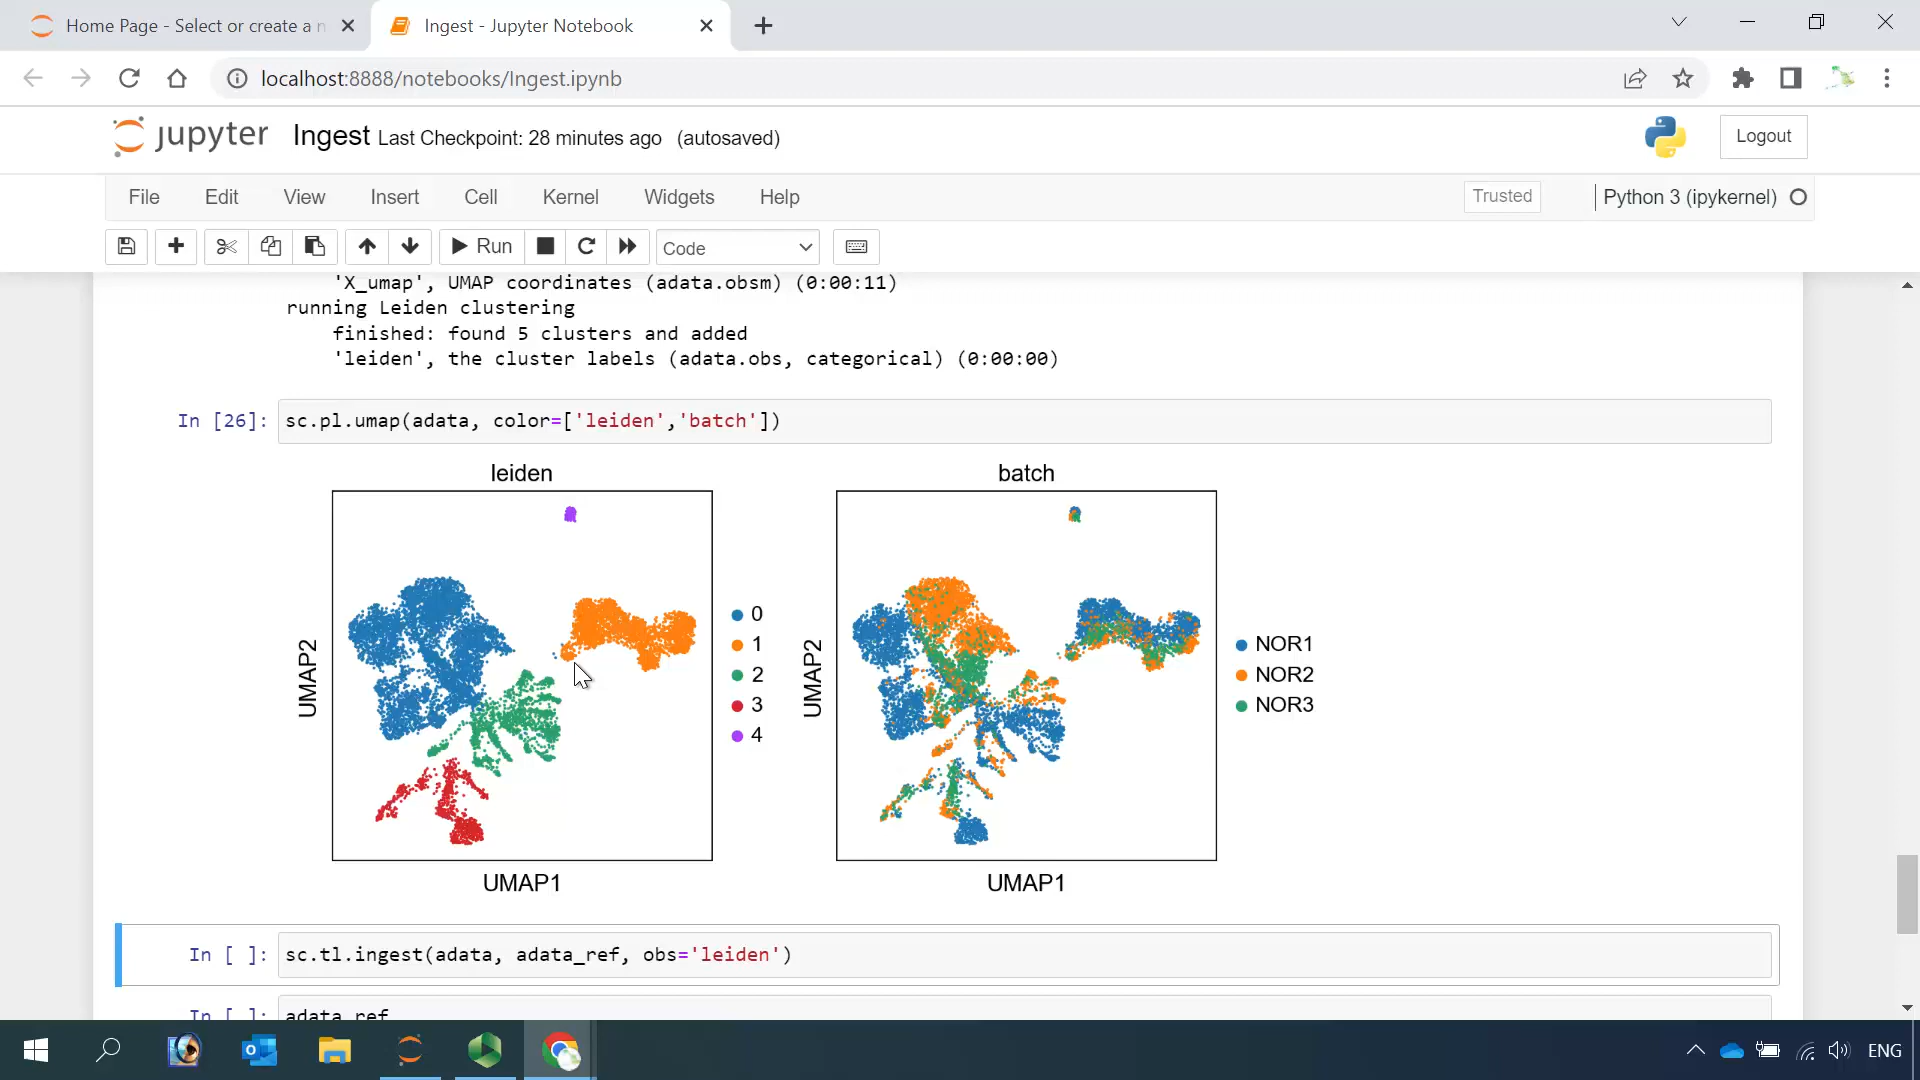 Home Page - Select or create a n
Ingest - Jupyter Notebook
localhost:8888/notebooks/Ingest.ipynb
jupyter Ingest Last Checkpoint: 28 minutes ago (autosaved)
Logout
File Edit View Insert Cell Kernel Widgets Help
Trusted
Python 3 (ipykernel)
Run
Code
'X_umap', UMAP coordinates (adata.obsm) (0:00:11)
running Leiden clustering
finished: found 5 clusters and added
'leiden', the cluster labels (adata.obs, categorical) (0:00:00)
In [26]: sc.pl.umap(adata, color=['leiden','batch'])
leiden
UMAP2
UMAP1
0
1
2
3
4
batch
UMAP2
UMAP1
NOR1
NOR2
NOR3
In [ ]: sc.tl.ingest(adata, adata_ref, obs='leiden')
In [ ]: adata_ref
ENG